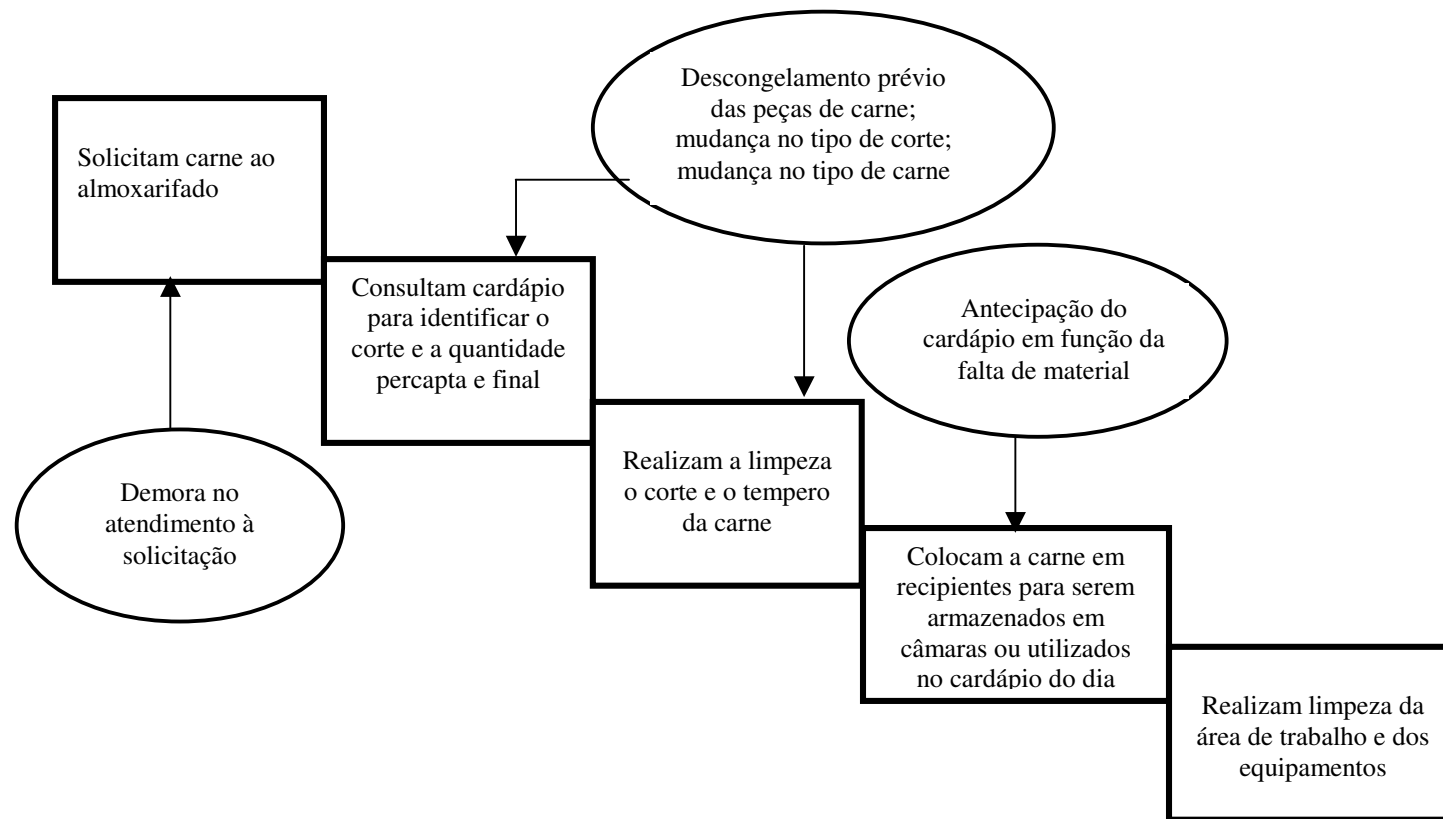 Descongelamento prévio
das peças de carne;
mudança no tipo de corte;
mudança no tipo de carne
Solicitam carne ao
almoxarifado
Consultam cardápio
para identificar o
corte e a quantidade
percapta e final
Antecipação do
cardápio em função da
falta de material
Realizam a limpeza
o corte e o tempero
da carne
Demora no
atendimento à
solicitação
Colocam a carne em
recipientes para serem
armazenados em
câmaras ou utilizados
no cardápio do dia
Realizam limpeza da
área de trabalho e dos
equipamentos